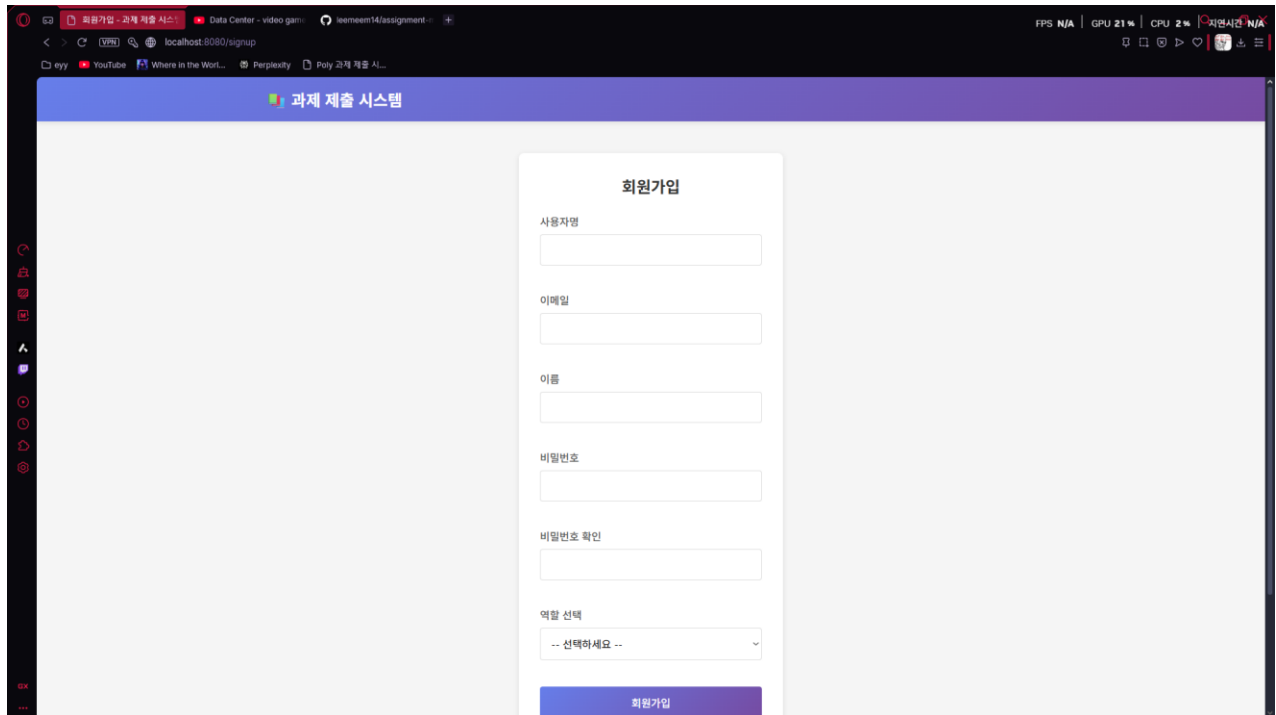 회원가입 - 과제 제출 시스템
Data Center - video game
leemeem14/assignment-
FPS N/A GPU 21 % CPU 2 % 지연시간 N/A
VPN localhost:8080/signup
eyy YouTube Where in the Worl... Perplexity Poly 과제 제출 시...
과제 제출 시스템
회원가입
사용자명
이메일
이름
비밀번호
비밀번호 확인
역할 선택
-- 선택하세요 --
회원가입
GX